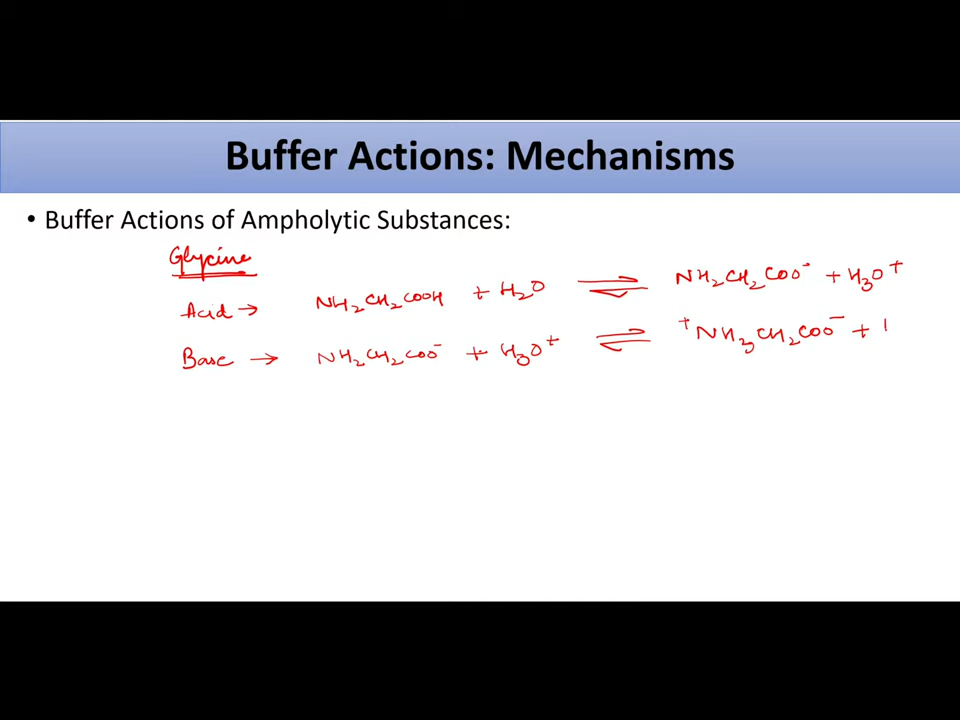 Buffer Actions: Mechanisms
• Buffer Actions of Ampholytic Substances:
Glycine
Acid → NH₂CH₂COOH + H₂O ⇌ NH₂CH₂COO⁻ + H₃O⁺
Base → NH₂CH₂COO⁻ + H₃O⁺ ⇌ ⁺NH₃CH₂COO⁻ +